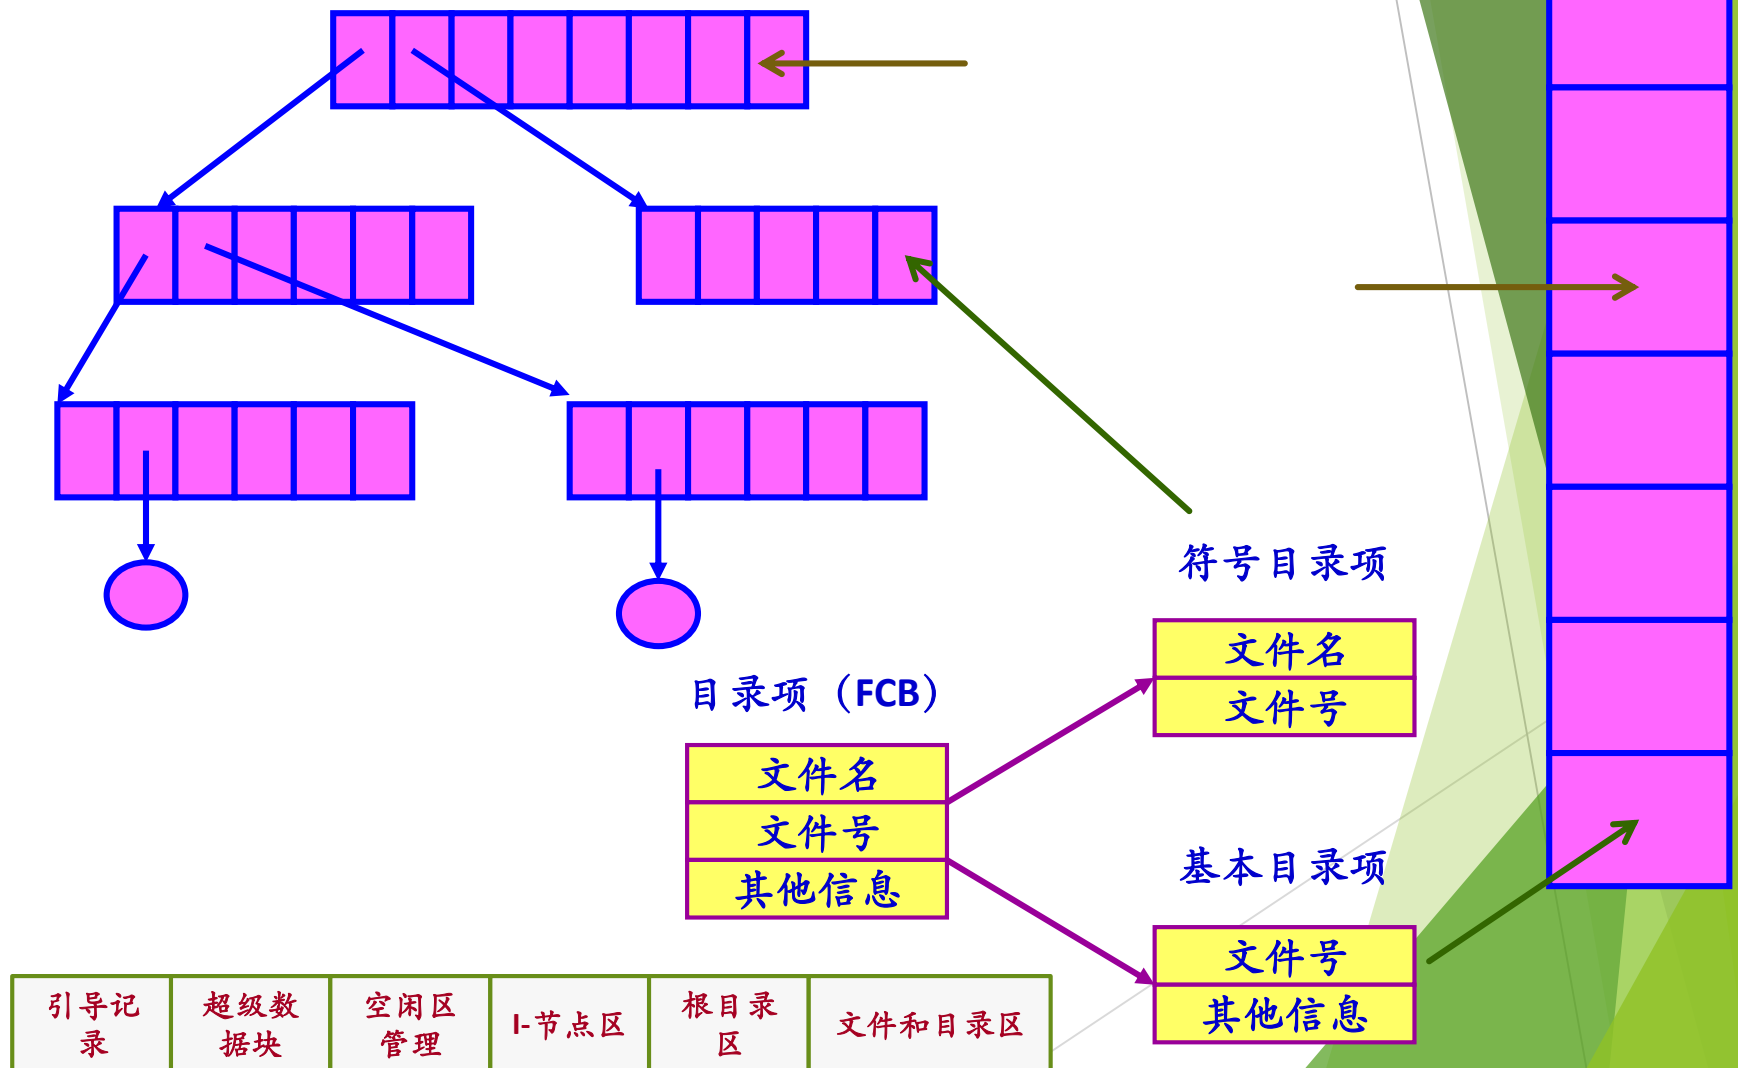 符号目录项
文件名
文件号
目录项（FCB）
文件名
文件号
其他信息
基本目录项
文件号
其他信息
引导记
录
超级数
据块
空闲区
管理
I-节点区
根目录
区
文件和目录区